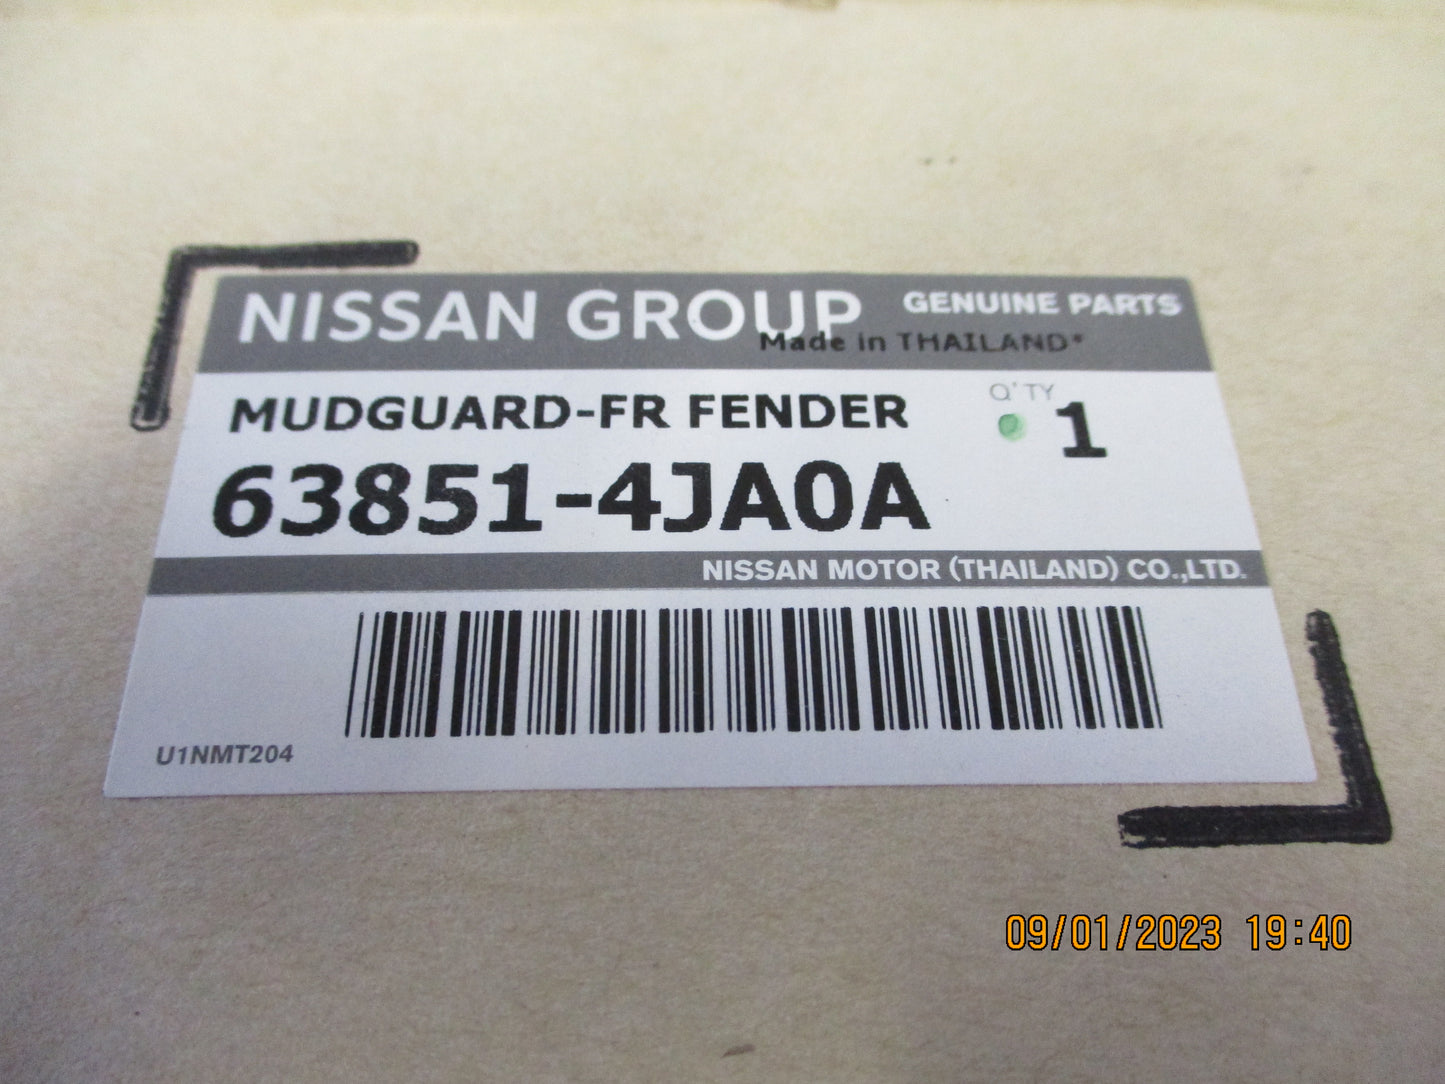 NISSAN GROUP GENUINE PARTS
Made in THAILAND*
MUDGUARD-FR FENDER Q'TY 1
63851-4JA0A
NISSAN MOTOR (THAILAND) CO.,LTD.
U1NMT204
09/01/2023 19:40